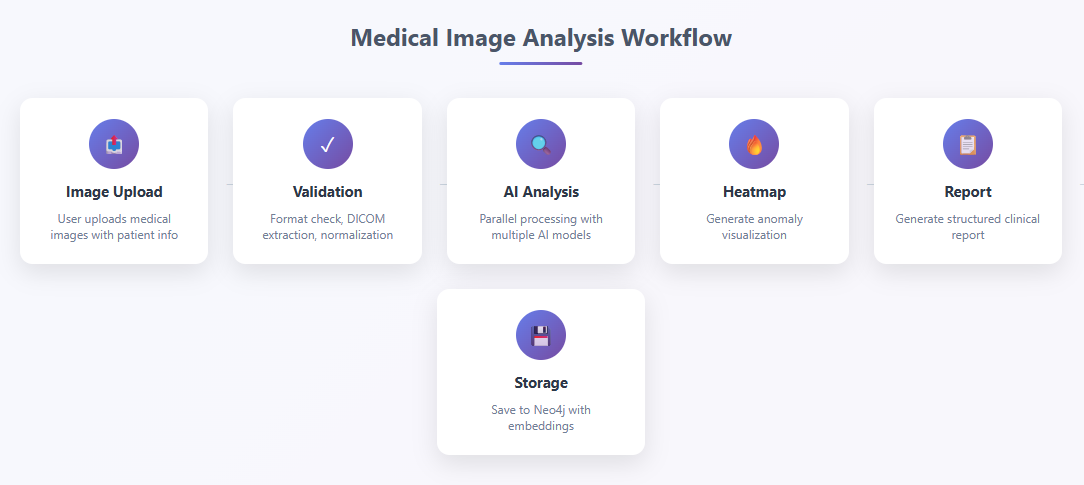 Medical Image Analysis Workflow
Image Upload
User uploads medical
images with patient info
Validation
Format check, DICOM
extraction, normalization
AI Analysis
Parallel processing with
multiple AI models
Heatmap
Generate anomaly
visualization
Report
Generate structured clinical
report
Storage
Save to Neo4j with
embeddings